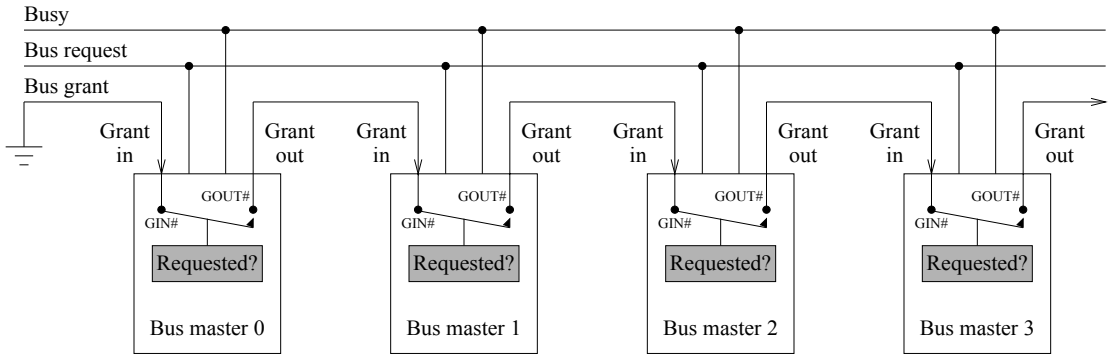 Busy
Bus request
Bus grant
Grant in
Grant out
Grant in
Grant out
Grant in
Grant out
Grant in
Grant out
GOUT#
GIN#
Requested?
Bus master 0
GOUT#
GIN#
Requested?
Bus master 1
GOUT#
GIN#
Requested?
Bus master 2
GOUT#
GIN#
Requested?
Bus master 3